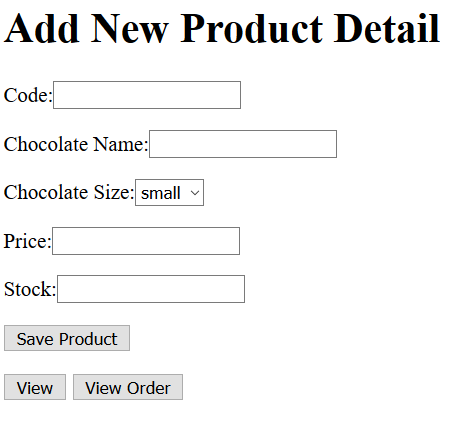 Add New Product Detail
Code:
Chocolate Name:
Chocolate Size: small
Price:
Stock:
Save Product
View View Order